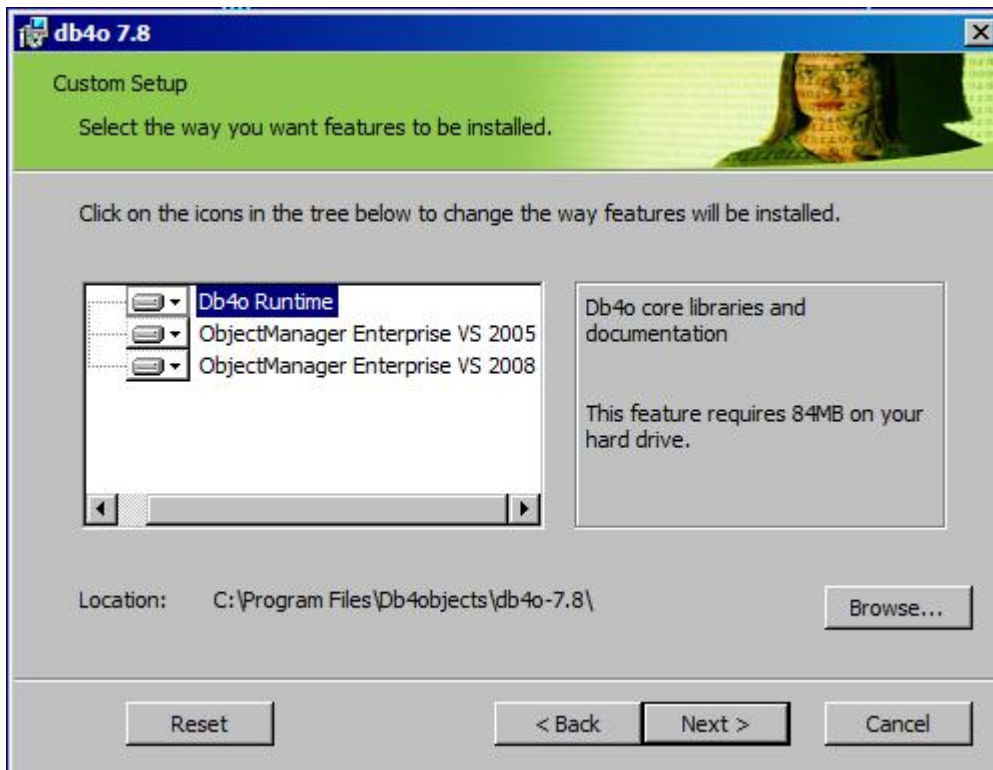 db4o 7.8
Custom Setup
Select the way you want features to be installed.
Click on the icons in the tree below to change the way features will be installed.
Db4o Runtime
ObjectManager Enterprise VS 2005
ObjectManager Enterprise VS 2008
Db4o core libraries and
documentation
This feature requires 84MB on your
hard drive.
Location: C:\Program Files\Db4objects\db4o-7.8\
Browse...
Reset < Back Next > Cancel